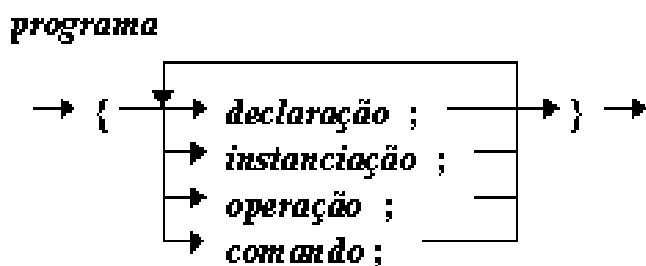 programa
{ declaração ; }
instanciação ;
operação ;
comando ;